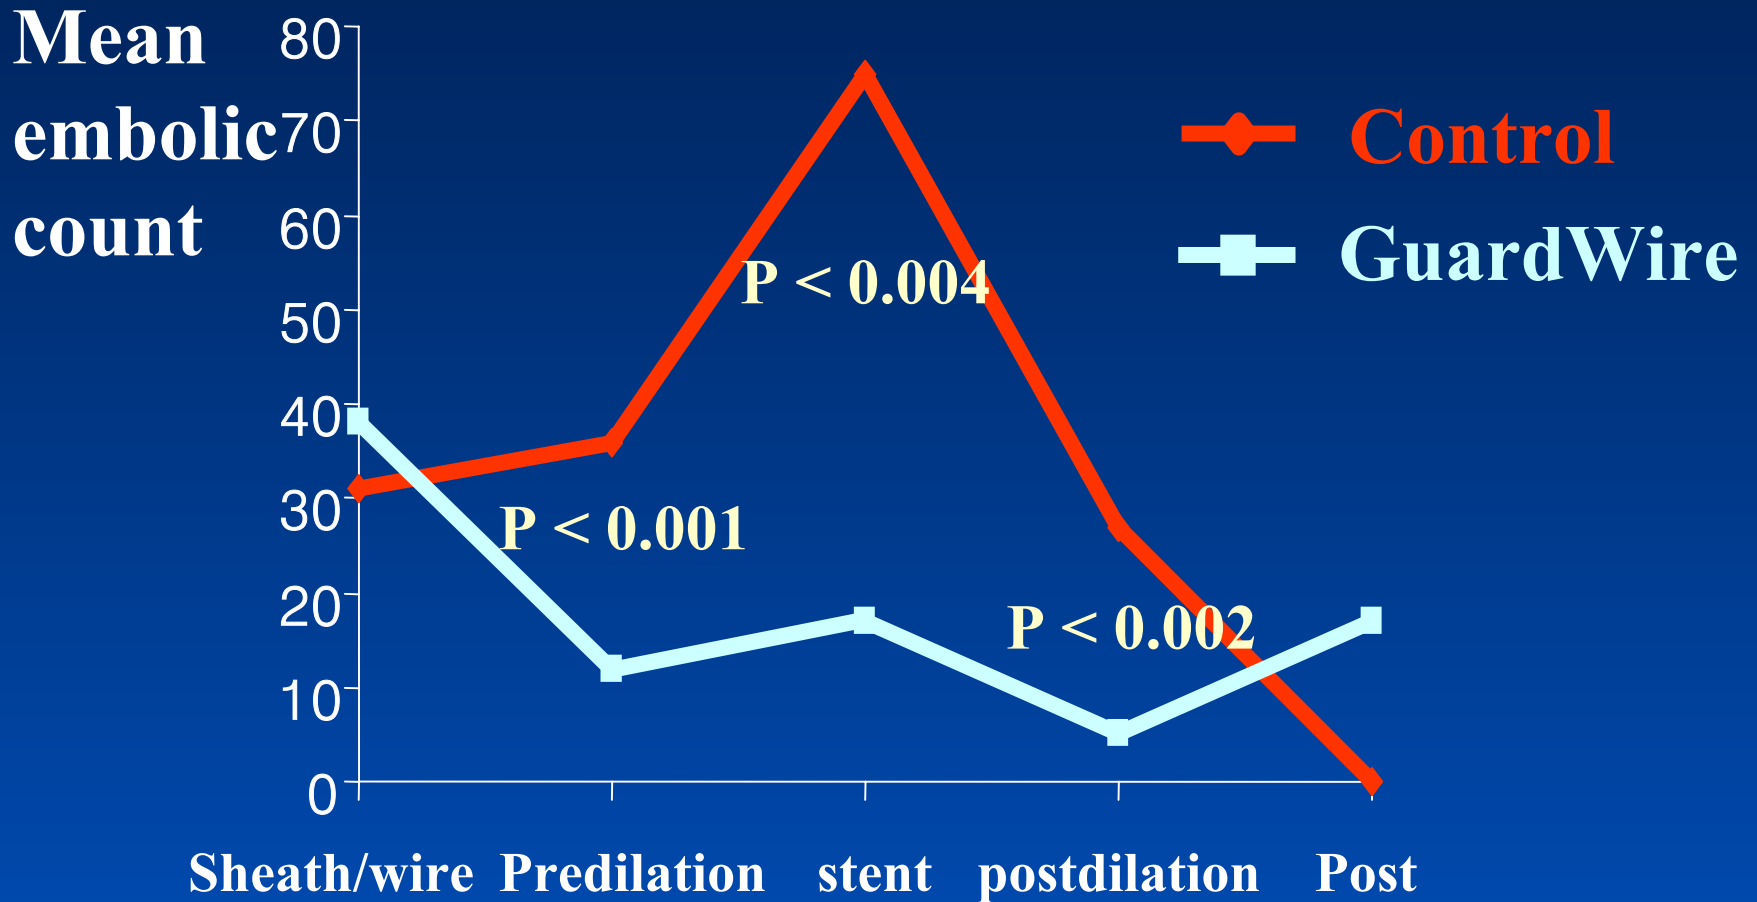 Mean
embolic
count
80
70
60
50
40
30
20
10
0
Control
GuardWire
P < 0.004
P < 0.001
P < 0.002
Sheath/wire Predilation stent postdilation Post